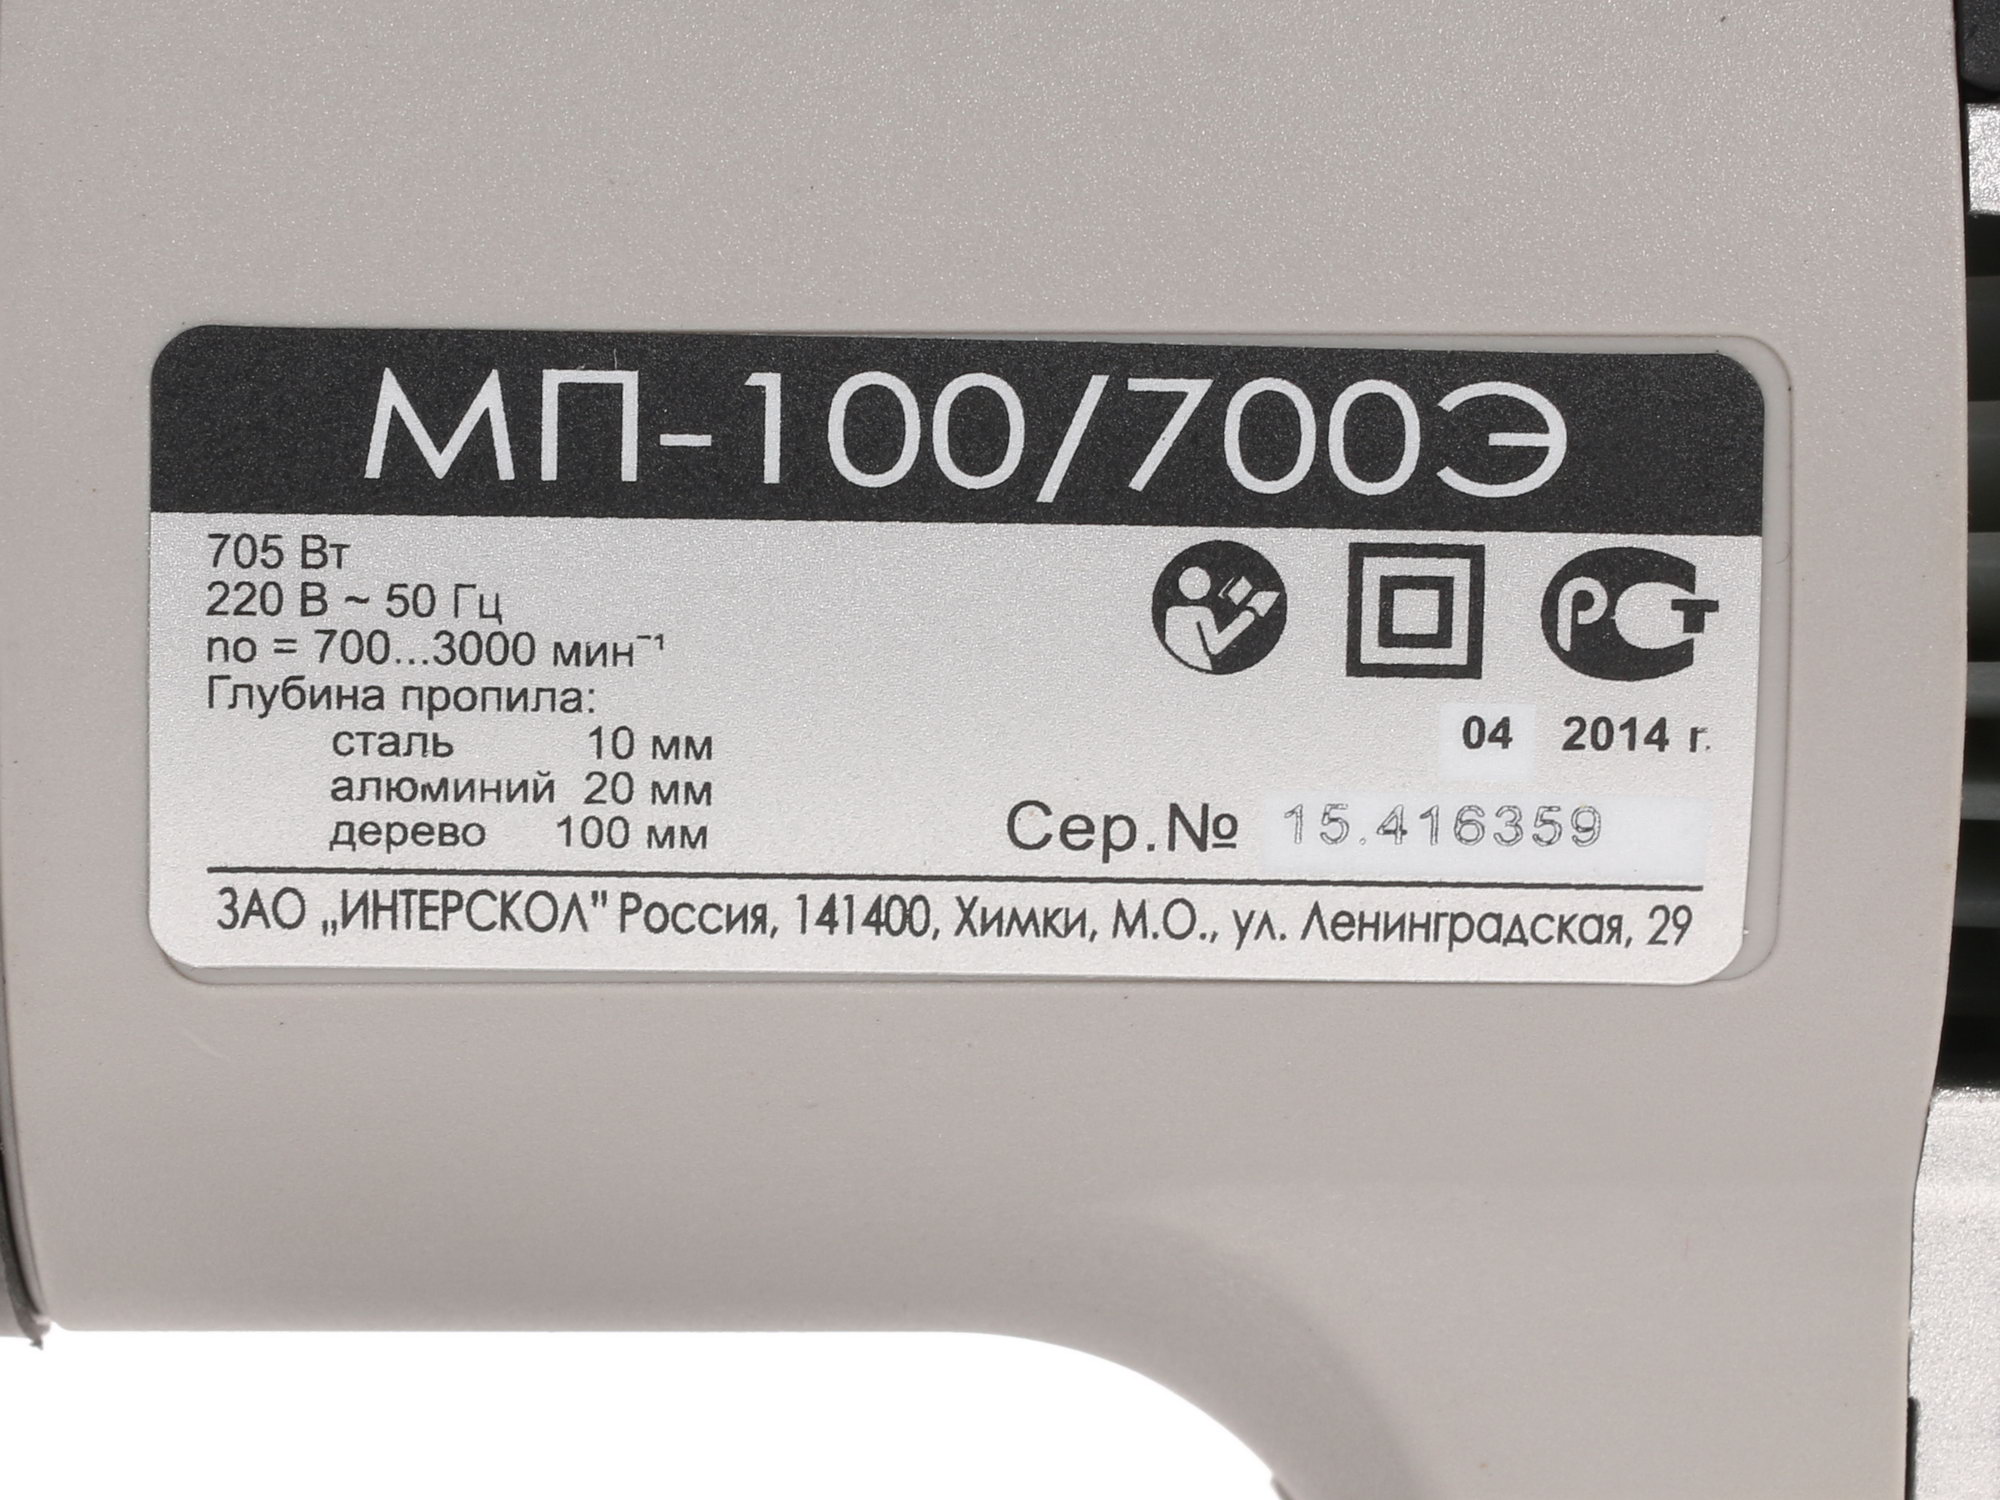 МП-100/700Э
705 Вт
220 В ~ 50 Гц
no = 700...3000 мин⁻¹
Глубина пропила:
сталь 10 мм
алюминий 20 мм
дерево 100 мм
РСТ
04 2014 г.
Сер.№ 15.416359
ЗАО „ИНТЕРСКОЛ" Россия, 141400, Химки, М.О., ул. Ленинградская, 29